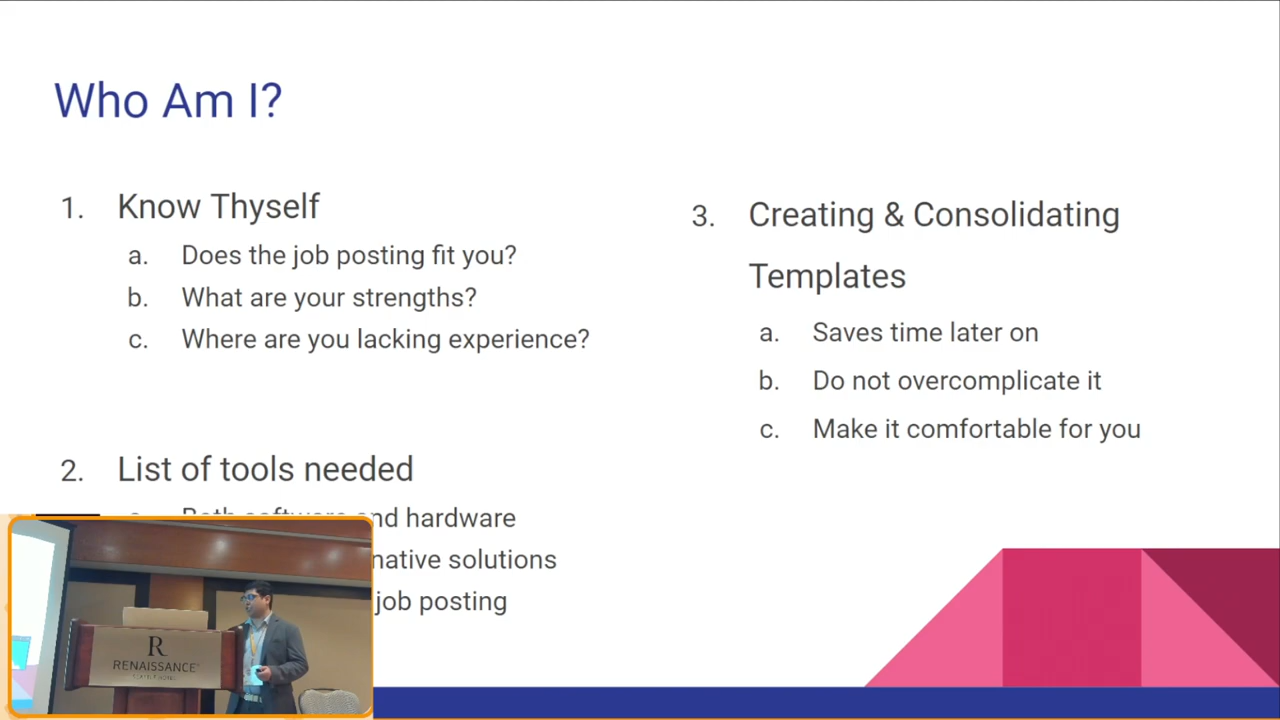 Who Am I?
1. Know Thyself
a. Does the job posting fit you?
b. What are your strengths?
c. Where are you lacking experience?
2. List of tools needed
and hardware
solutions
job posting
3. Creating & Consolidating
Templates
a. Saves time later on
b. Do not overcomplicate it
c. Make it comfortable for you
R
RENAISSANCE